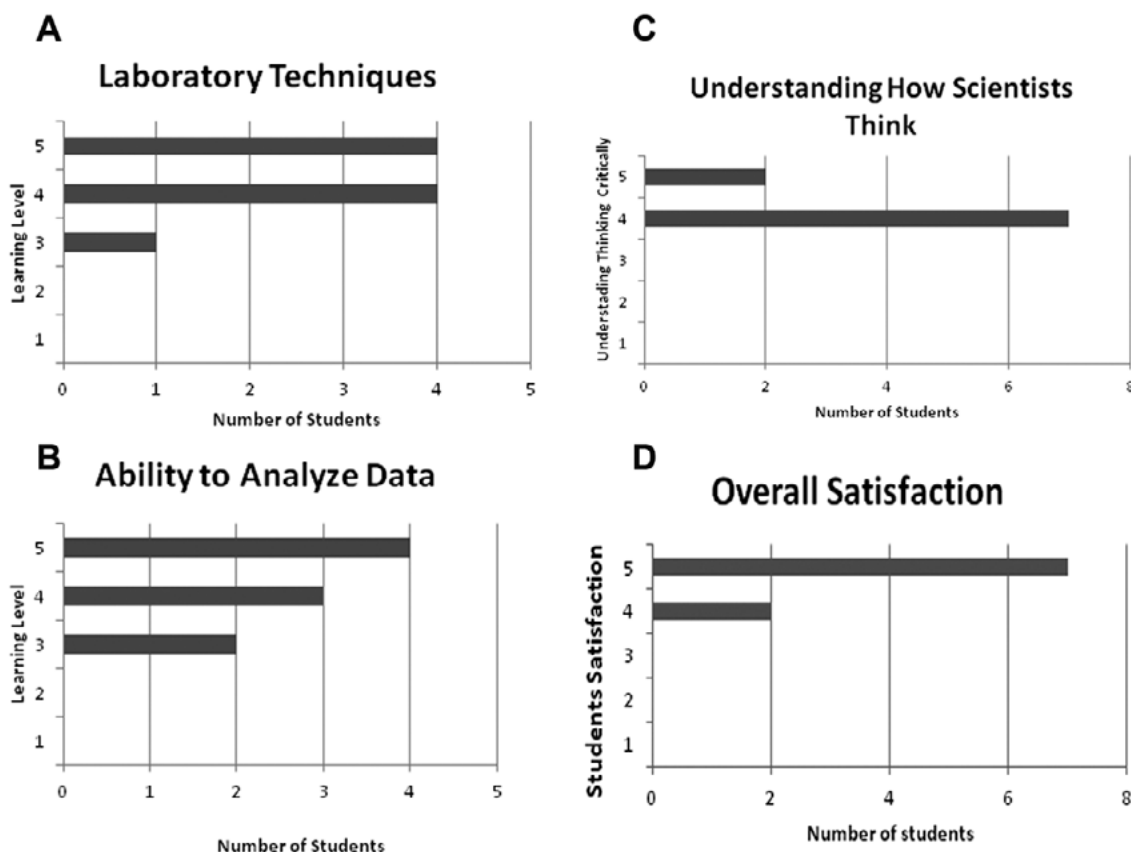 A
Laboratory Techniques
Learning Level
5
4
3
2
1
0 1 2 3 4 5
Number of Students
B
Ability to Analyze Data
Learning Level
5
4
3
2
1
0 1 2 3 4 5
Number of Students
C
Understanding How Scientists
Think
Understading Thinking Critically
5
4
3
2
1
0 2 4 6 8
Number of Students
D
Overall Satisfaction
Students Satisfaction
5
4
3
2
1
0 2 4 6 8
Number of students